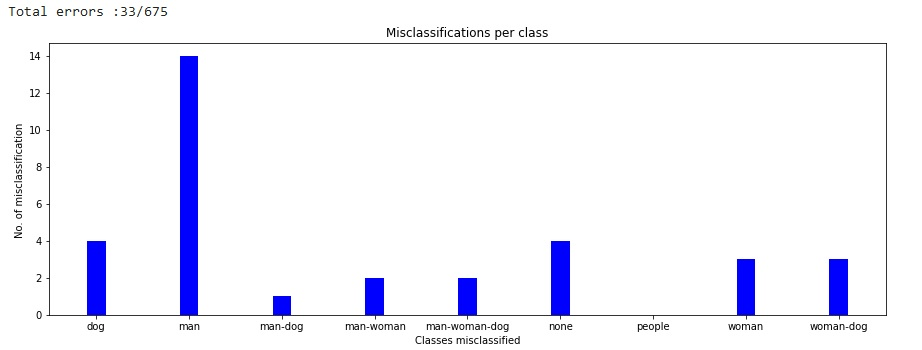 Total errors :33/675
Misclassifications per class
No. of misclassification
14
12
10
8
6
4
2
0
dog man man-dog man-woman man-woman-dog none people woman woman-dog
Classes misclassified